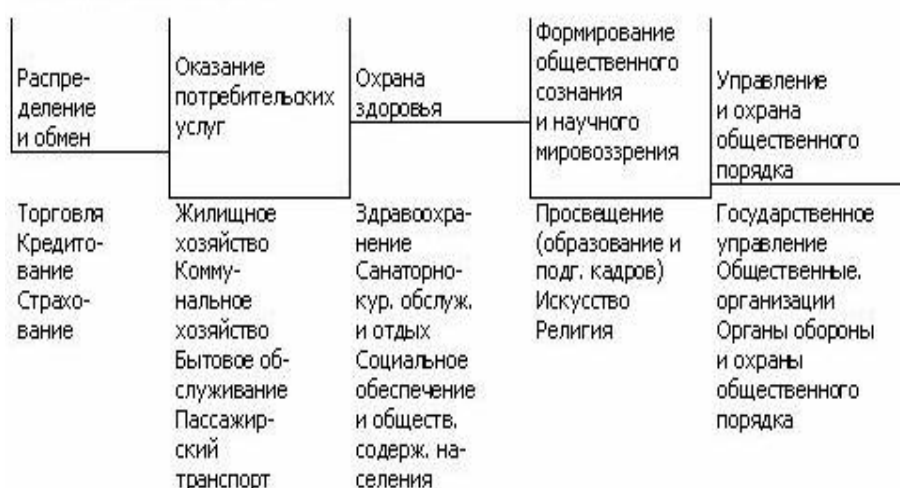 Распре-
деление
и обмен
Оказание
потребительских
услуг
Охрана
здоровья
Формирование
общественного
сознания
и научного
мировоззрения
Управление
и охрана
общественного
порядка
Торговля
Кредито-
вание
Страхо-
вание
Жилищное
хозяйство
Комму-
нальное
хозяйство
Бытовое об-
служивание
Пассажир-
ский
транспорт
Здравоохра-
нение
Санаторно-
кур. обслуж.
и отдых
Социальное
обеспечение
и обществ.
содерж. на-
селения
Просвещение
(образование и
подг. кадров)
Искусство
Религия
Государственное
управление
Общественные.
организации
Органы обороны
и охраны
общественного
порядка